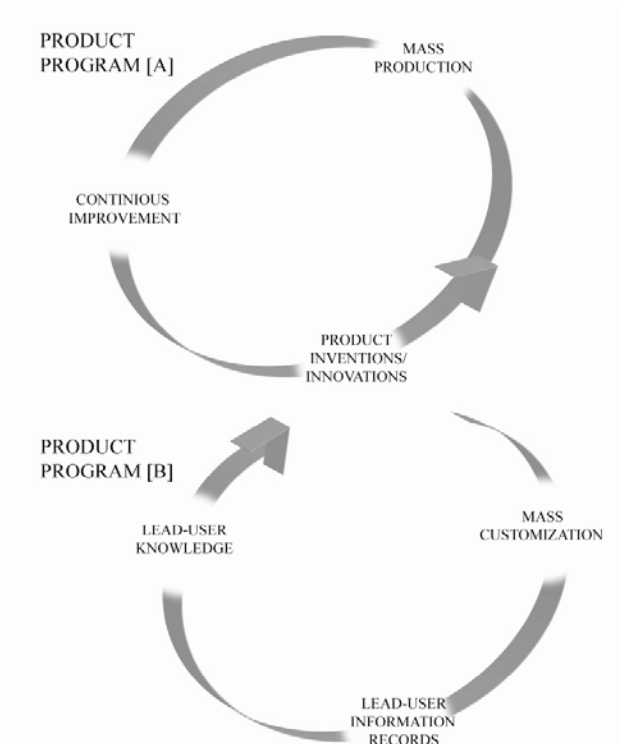 PRODUCT
PROGRAM [A]
MASS
PRODUCTION
CONTINIOUS
IMPROVEMENT
PRODUCT
INVENTIONS/
INNOVATIONS
PRODUCT
PROGRAM [B]
LEAD-USER
KNOWLEDGE
MASS
CUSTOMIZATION
LEAD-USER
INFORMATION
RECORDS